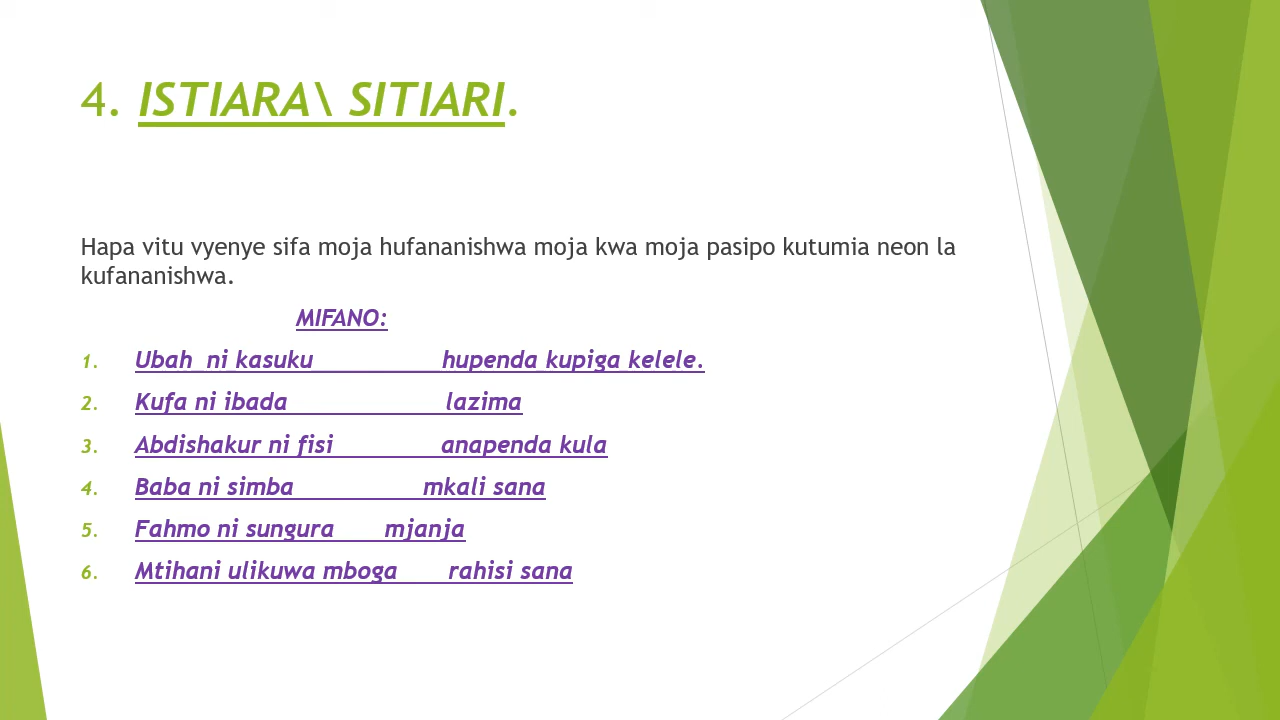 4. ISTIARA\ SITIARI.
Hapa vitu vyenye sifa moja hufananishwa moja kwa moja pasipo kutumia neon la
kufananishwa.
MIFANO:
1. Ubah ni kasuku hupenda kupiga kelele.
2. Kufa ni ibada lazima
3. Abdishakur ni fisi anapenda kula
4. Baba ni simba mkali sana
5. Fahmo ni sungura mjanja
6. Mtihani ulikuwa mboga rahisi sana